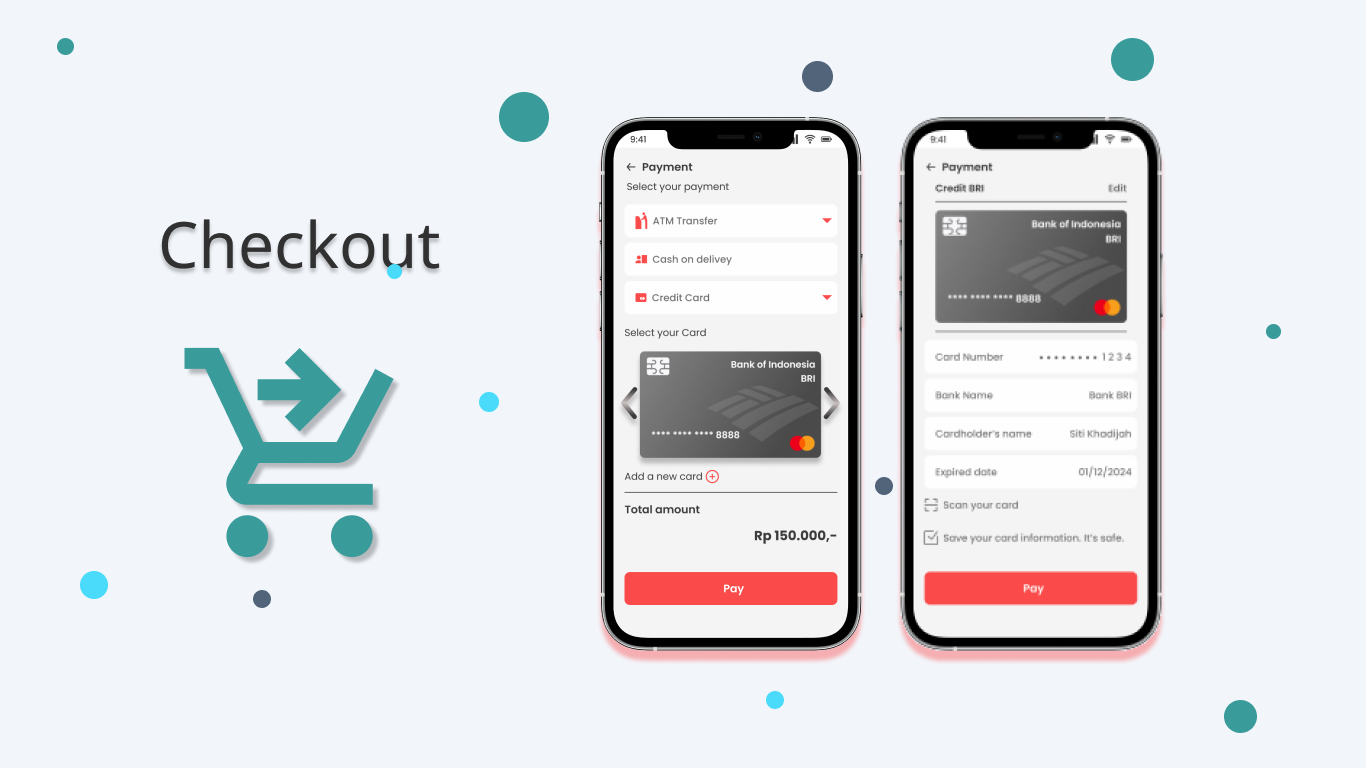 Checkout
9:41
← Payment
Select your payment
ATM Transfer
Cash on delivey
Credit Card
Select your Card
Bank of Indonesia
BRI
**** **** **** 8888
Add a new card
Total amount
Rp 150.000,-
Pay
9:41
← Payment
Credit BRI Edit
Bank of Indonesia
BRI
**** **** **** 8888
Card Number • • • • • • • • 1 2 3 4
Bank Name Bank BRI
Cardholder's name Siti Khadijah
Expired date 01/12/2024
Scan your card
Save your card information. It's safe.
Pay